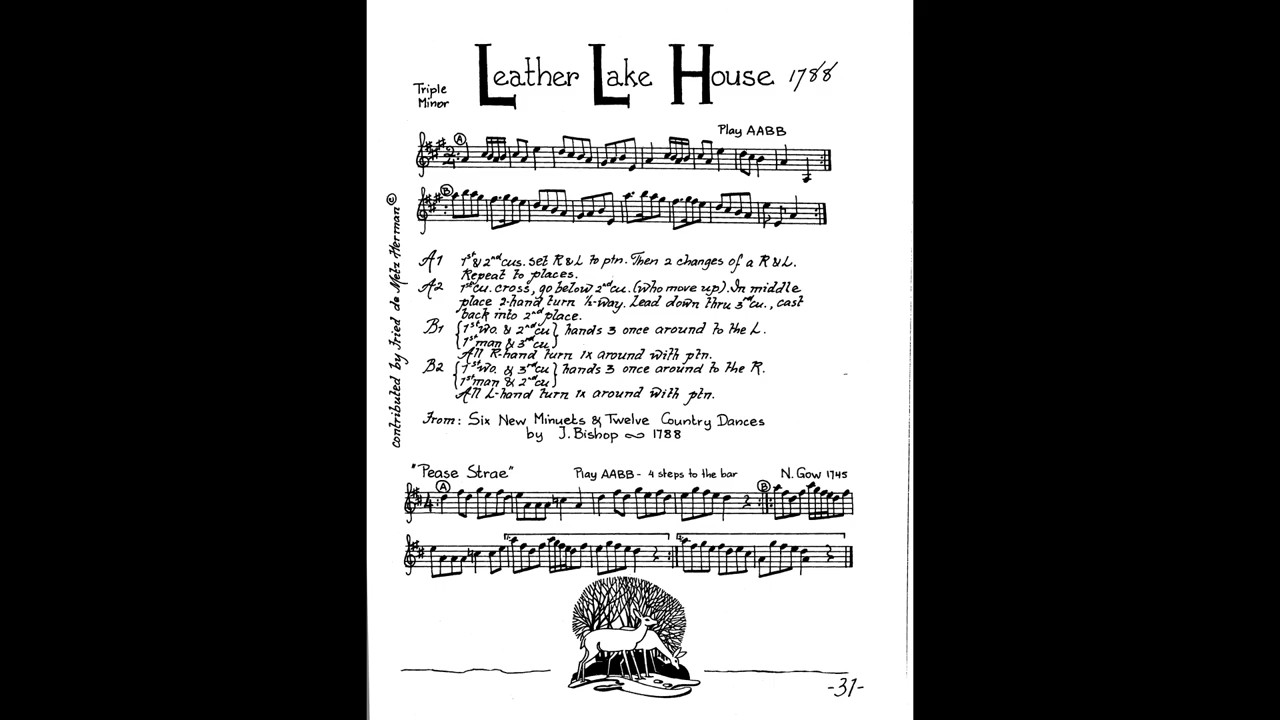 Leather Lake House 1788
Triple
Minor
Play AABB
A
B
contributed by Fried de Metz Herman ©
A1 1st & 2nd cus. set R & L to ptn. Then 2 changes of a R & L.
Repeat to places.
A2 1st cu. cross, go below 2nd cu. (who move up). In middle
place 2-hand turn ½-way. Lead down thru 3rd cu., cast
back into 2nd place.
B1 {1st wo. & 2nd cu} hands 3 once around to the L.
{1st man & 3rd cu}
All R-hand turn 1x around with ptn.
B2 {1st wo. & 3rd cu} hands 3 once around to the R.
{1st man & 2nd cu}
All L-hand turn 1x around with ptn.
From: Six New Minuets & Twelve Country Dances
by J. Bishop ~ 1788
"Pease Strae" Play AABB - 4 steps to the bar N. Gow 1745
A
B
1.
2.
-31-